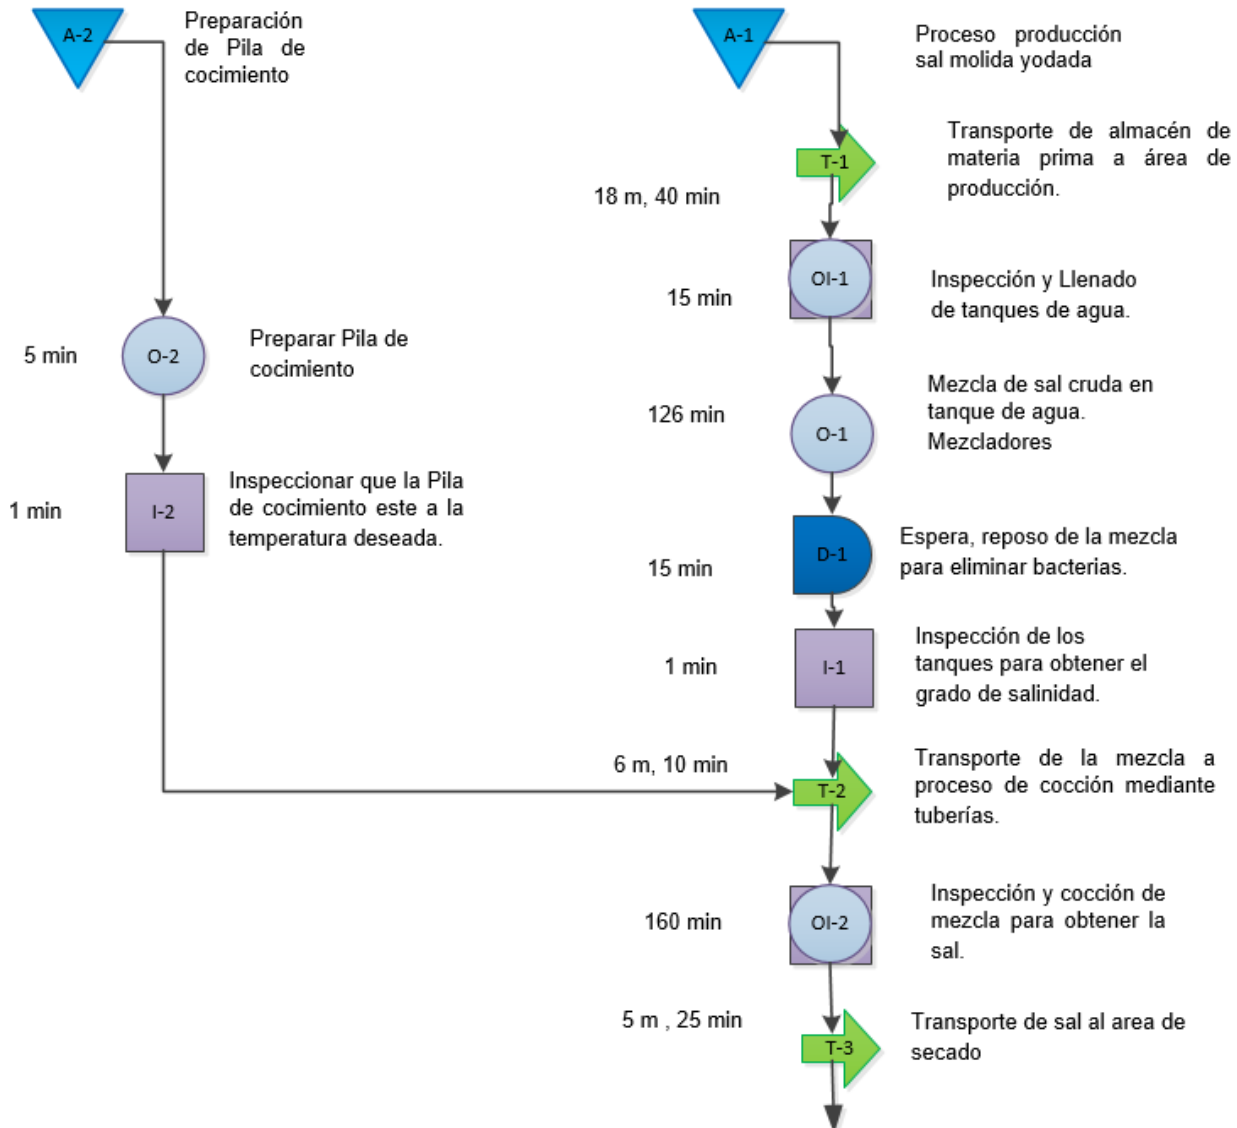 A-2
Preparación
de Pila de
cocimiento
A-1
Proceso producción
sal molida yodada
T-1
Transporte de almacén de
materia prima a área de
producción.
18 m, 40 min
OI-1
Inspección y Llenado
de tanques de agua.
15 min
5 min
O-2
Preparar Pila de
cocimiento
126 min
O-1
Mezcla de sal cruda en
tanque de agua.
Mezcladores
1 min
I-2
Inspeccionar que la Pila
de cocimiento este a la
temperatura deseada.
15 min
D-1
Espera, reposo de la mezcla
para eliminar bacterias.
1 min
I-1
Inspección de los
tanques para obtener el
grado de salinidad.
6 m, 10 min
T-2
Transporte de la mezcla a
proceso de cocción mediante
tuberías.
160 min
OI-2
Inspección y cocción de
mezcla para obtener la
sal.
5 m , 25 min
T-3
Transporte de sal al area de
secado